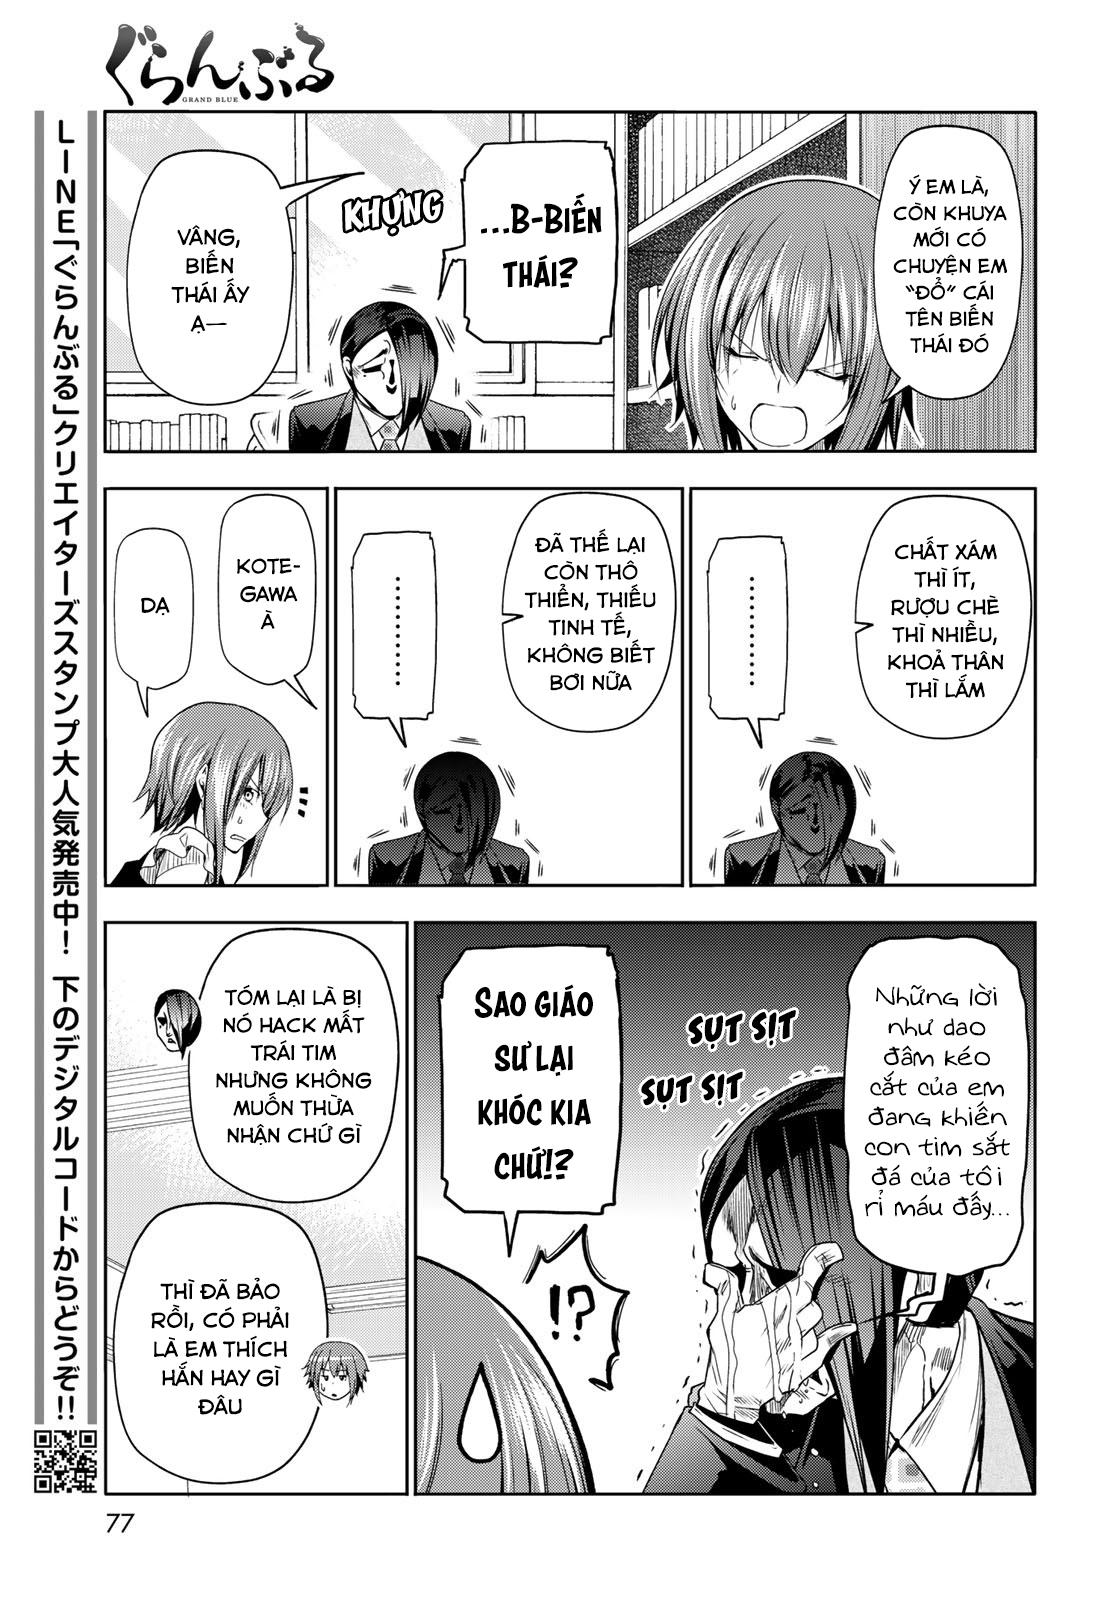 ぐらんぶる
GRAND BLUE
LINE「ぐらんぶる」クリエイターズスタンプ大人気発売中! 下のデジタルコードからどうぞ!!
Ý EM LÀ,
CÒN KHUYA
MỚI CÓ
CHUYỆN EM
“ĐỔ” CÁI
TÊN BIẾN
THÁI ĐÓ
...B-BIẾN
THÁI?
KHỰNG
VÂNG,
BIẾN
THÁI ẤY
Ạ—
CHẤT XÁM
THÌ ÍT,
RƯỢU CHÈ
THÌ NHIỀU,
KHOẢ THÂN
THÌ LẮM
.........
ĐÃ THẾ LẠI
CÒN THÔ
THIỂN, THIẾU
TINH TẾ,
KHÔNG BIẾT
BƠI NỮA
.........
KOTE-
GAWA
À
DẠ
Những lời
như dao
đâm kéo
cắt của em
đang khiến
con tim sắt
đá của tôi
rỉ máu đấy...
SỤT SỊT
SỤT SỊT
SAO GIÁO
SƯ LẠI
KHÓC KIA
CHỨ!?
!?
TÓM LẠI LÀ BỊ
NÓ HACK MẤT
TRÁI TIM
NHƯNG KHÔNG
MUỐN THỪA
NHẬN CHỨ GÌ
THÌ ĐÃ BẢO
RỒI, CÓ PHẢI
LÀ EM THÍCH
HẮN HAY GÌ
ĐÂU
77